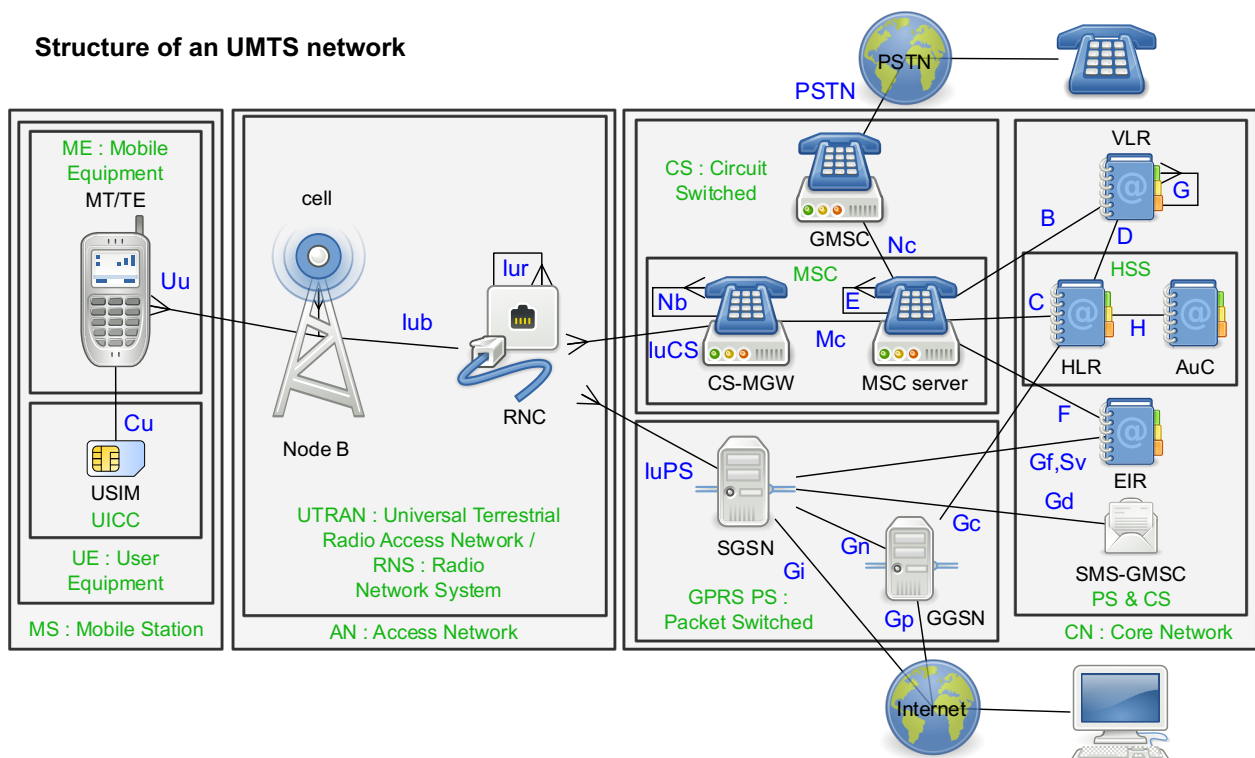 Structure of an UMTS network
PSTN
PSTN
ME : Mobile
Equipment
MT/TE
Uu
Cu
USIM
UICC
UE : User
Equipment
MS : Mobile Station
cell
Iub
Iur
RNC
Node B
UTRAN : Universal Terrestrial
Radio Access Network /
RNS : Radio
Network System
AN : Access Network
CS : Circuit
Switched
GMSC
Nc
MSC
Nb
E
IuCS
Mc
CS-MGW
MSC server
VLR
G
B
D
HSS
C
H
HLR
AuC
F
Gf,Sv
EIR
Gd
SMS-GMSC
PS & CS
CN : Core Network
IuPS
SGSN
Gn
Gc
Gi
GPRS PS :
Packet Switched
Gp
GGSN
Internet